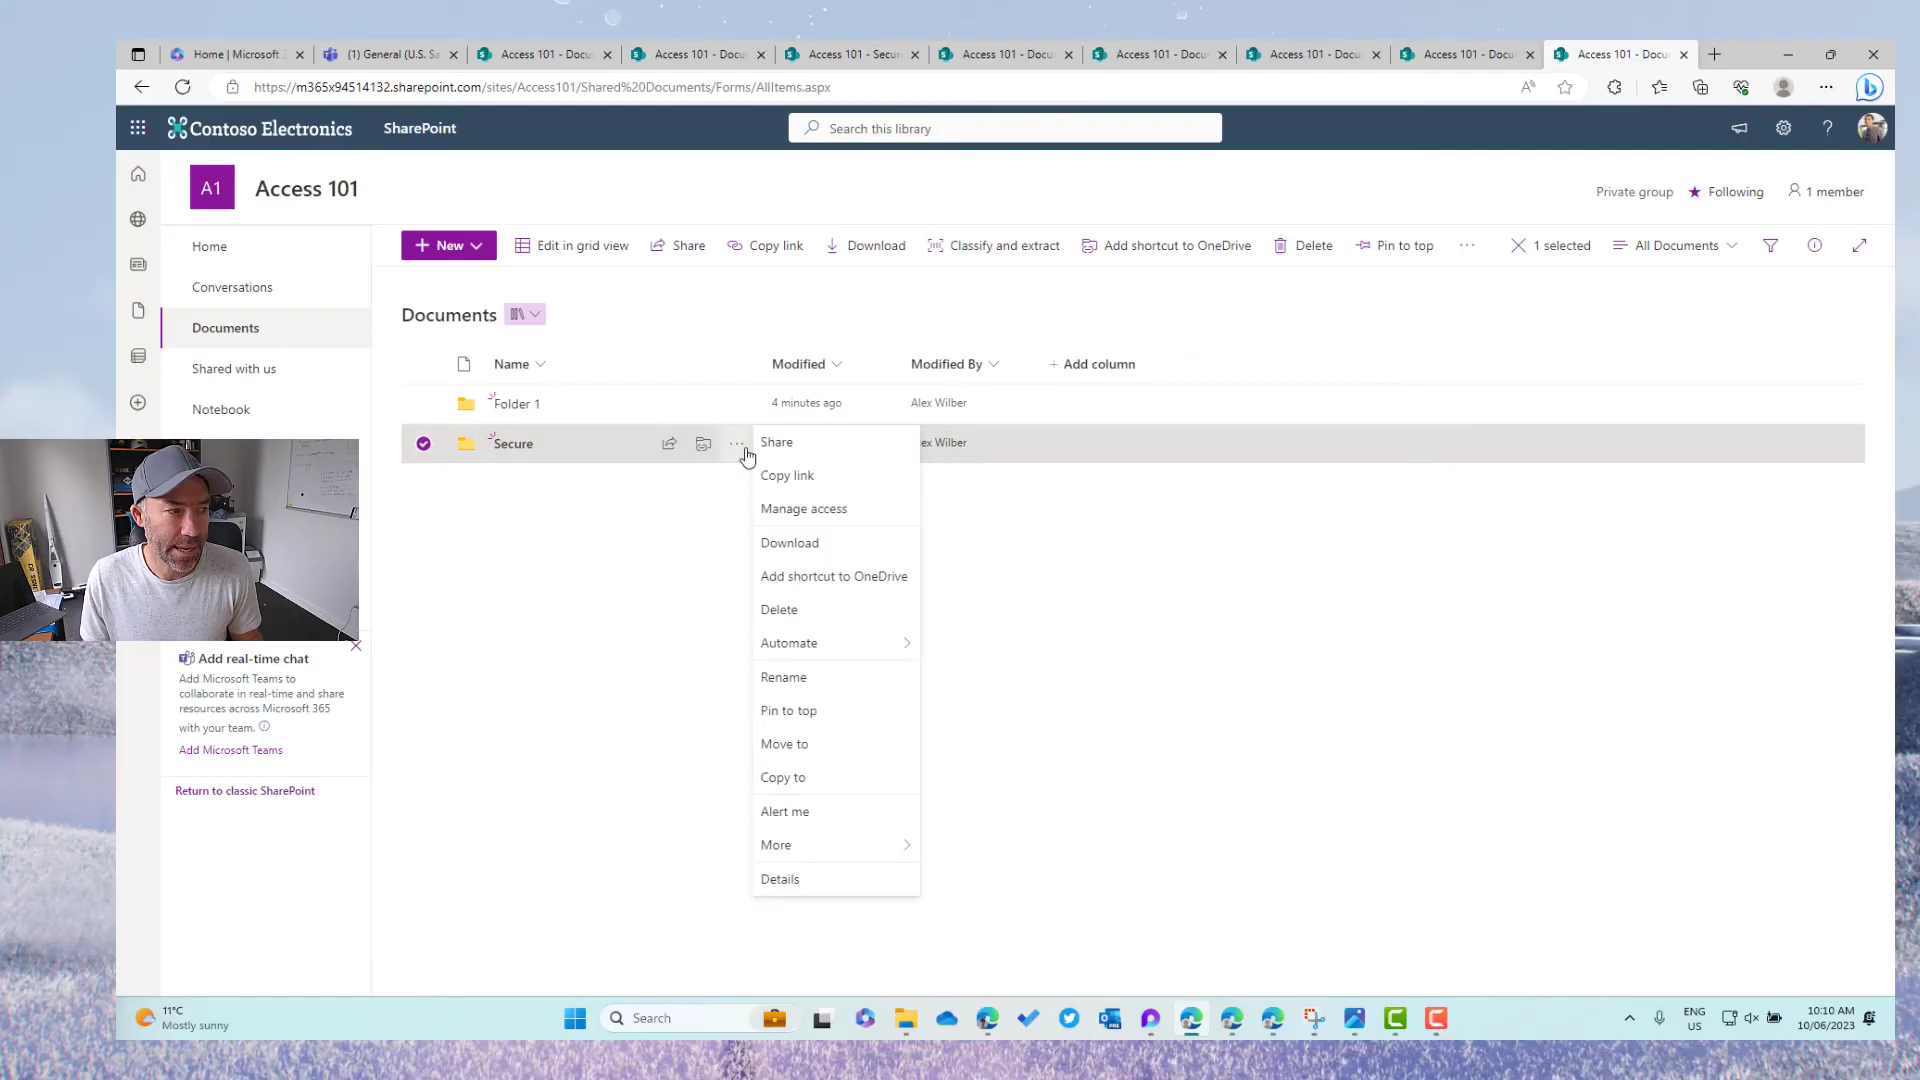 Home | Microsoft
(1) General (U.S. Sa
Access 101 - Docu
Access 101 - Docu
Access 101 - Secur
Access 101 - Docu
Access 101 - Docu
Access 101 - Docu
Access 101 - Docu
Access 101 - Docu
https://m365x94514132.sharepoint.com/sites/Access101/Shared%20Documents/Forms/AllItems.aspx
Contoso Electronics
SharePoint
Search this library
A1
Access 101
Private group
Following
1 member
New
Edit in grid view
Share
Copy link
Download
Classify and extract
Add shortcut to OneDrive
Delete
Pin to top
1 selected
All Documents
Home
Conversations
Documents
Shared with us
Notebook
Documents
Name
Modified
Modified By
Add column
Folder 1
4 minutes ago
Alex Wilber
Secure
ex Wilber
Share
Copy link
Manage access
Download
Add shortcut to OneDrive
Delete
Automate
Rename
Pin to top
Move to
Copy to
Alert me
More
Details
Add real-time chat
Add Microsoft Teams to
collaborate in real-time and share
resources across Microsoft 365
with your team.
Add Microsoft Teams
Return to classic SharePoint
11°C
Mostly sunny
Search
ENG
US
10:10 AM
10/06/2023